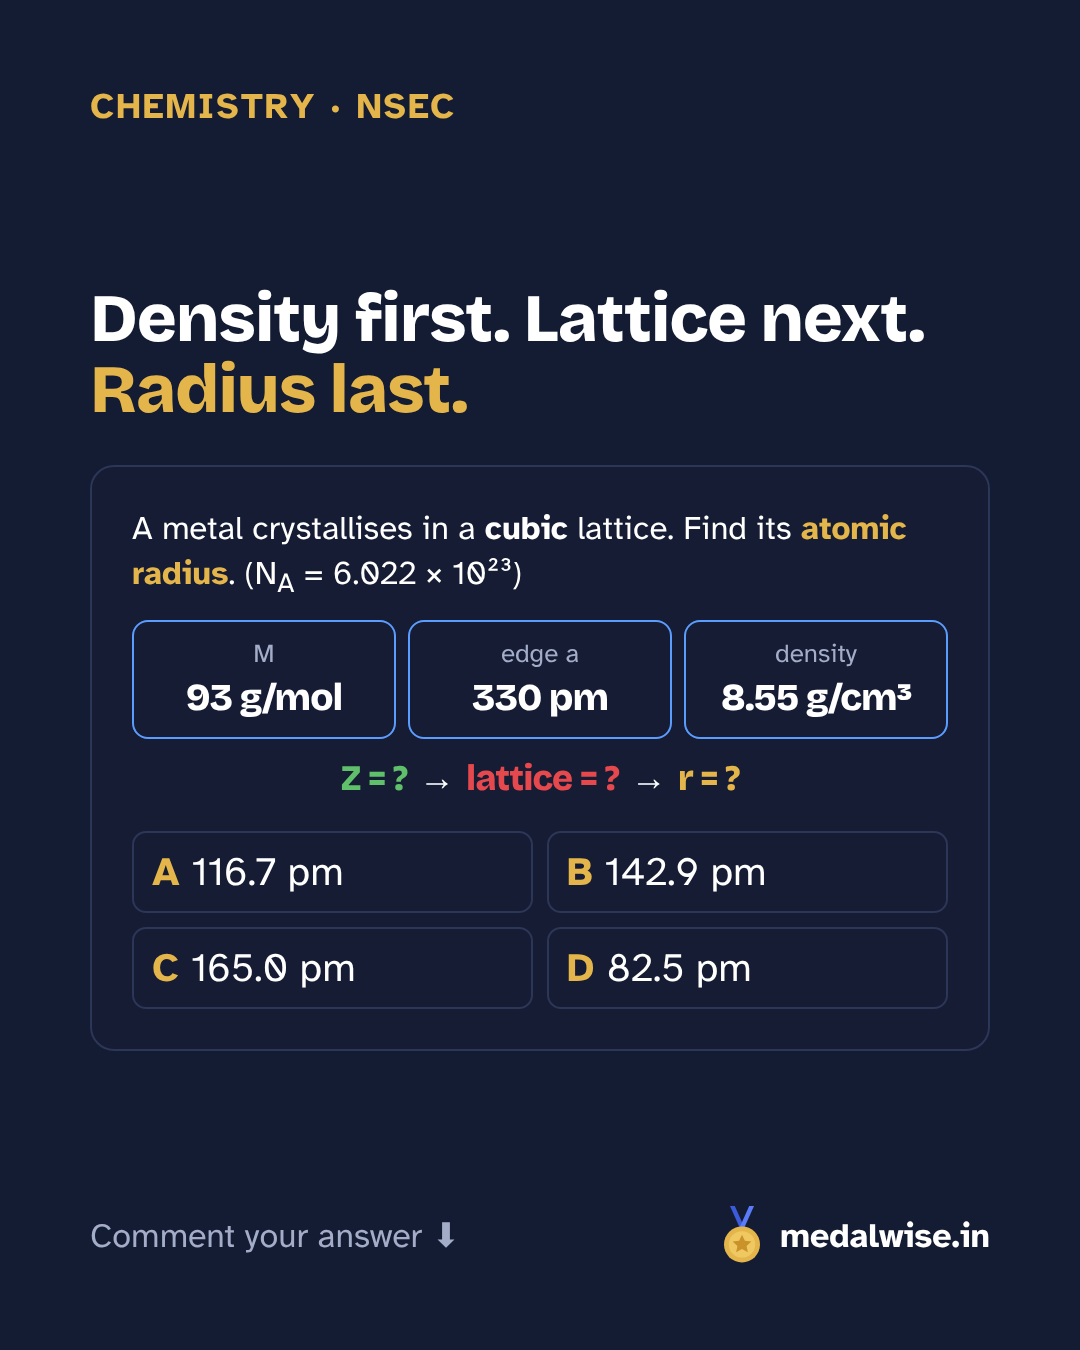 CHEMISTRY · NSEC
Density first. Lattice next.
Radius last.
A metal crystallises in a cubic lattice. Find its atomic
radius. (N_A = 6.022 × 10²³)
M
93 g/mol
edge a
330 pm
density
8.55 g/cm³
Z = ? → lattice = ? → r = ?
A 116.7 pm
B 142.9 pm
C 165.0 pm
D 82.5 pm
Comment your answer ⬇
medalwise.in